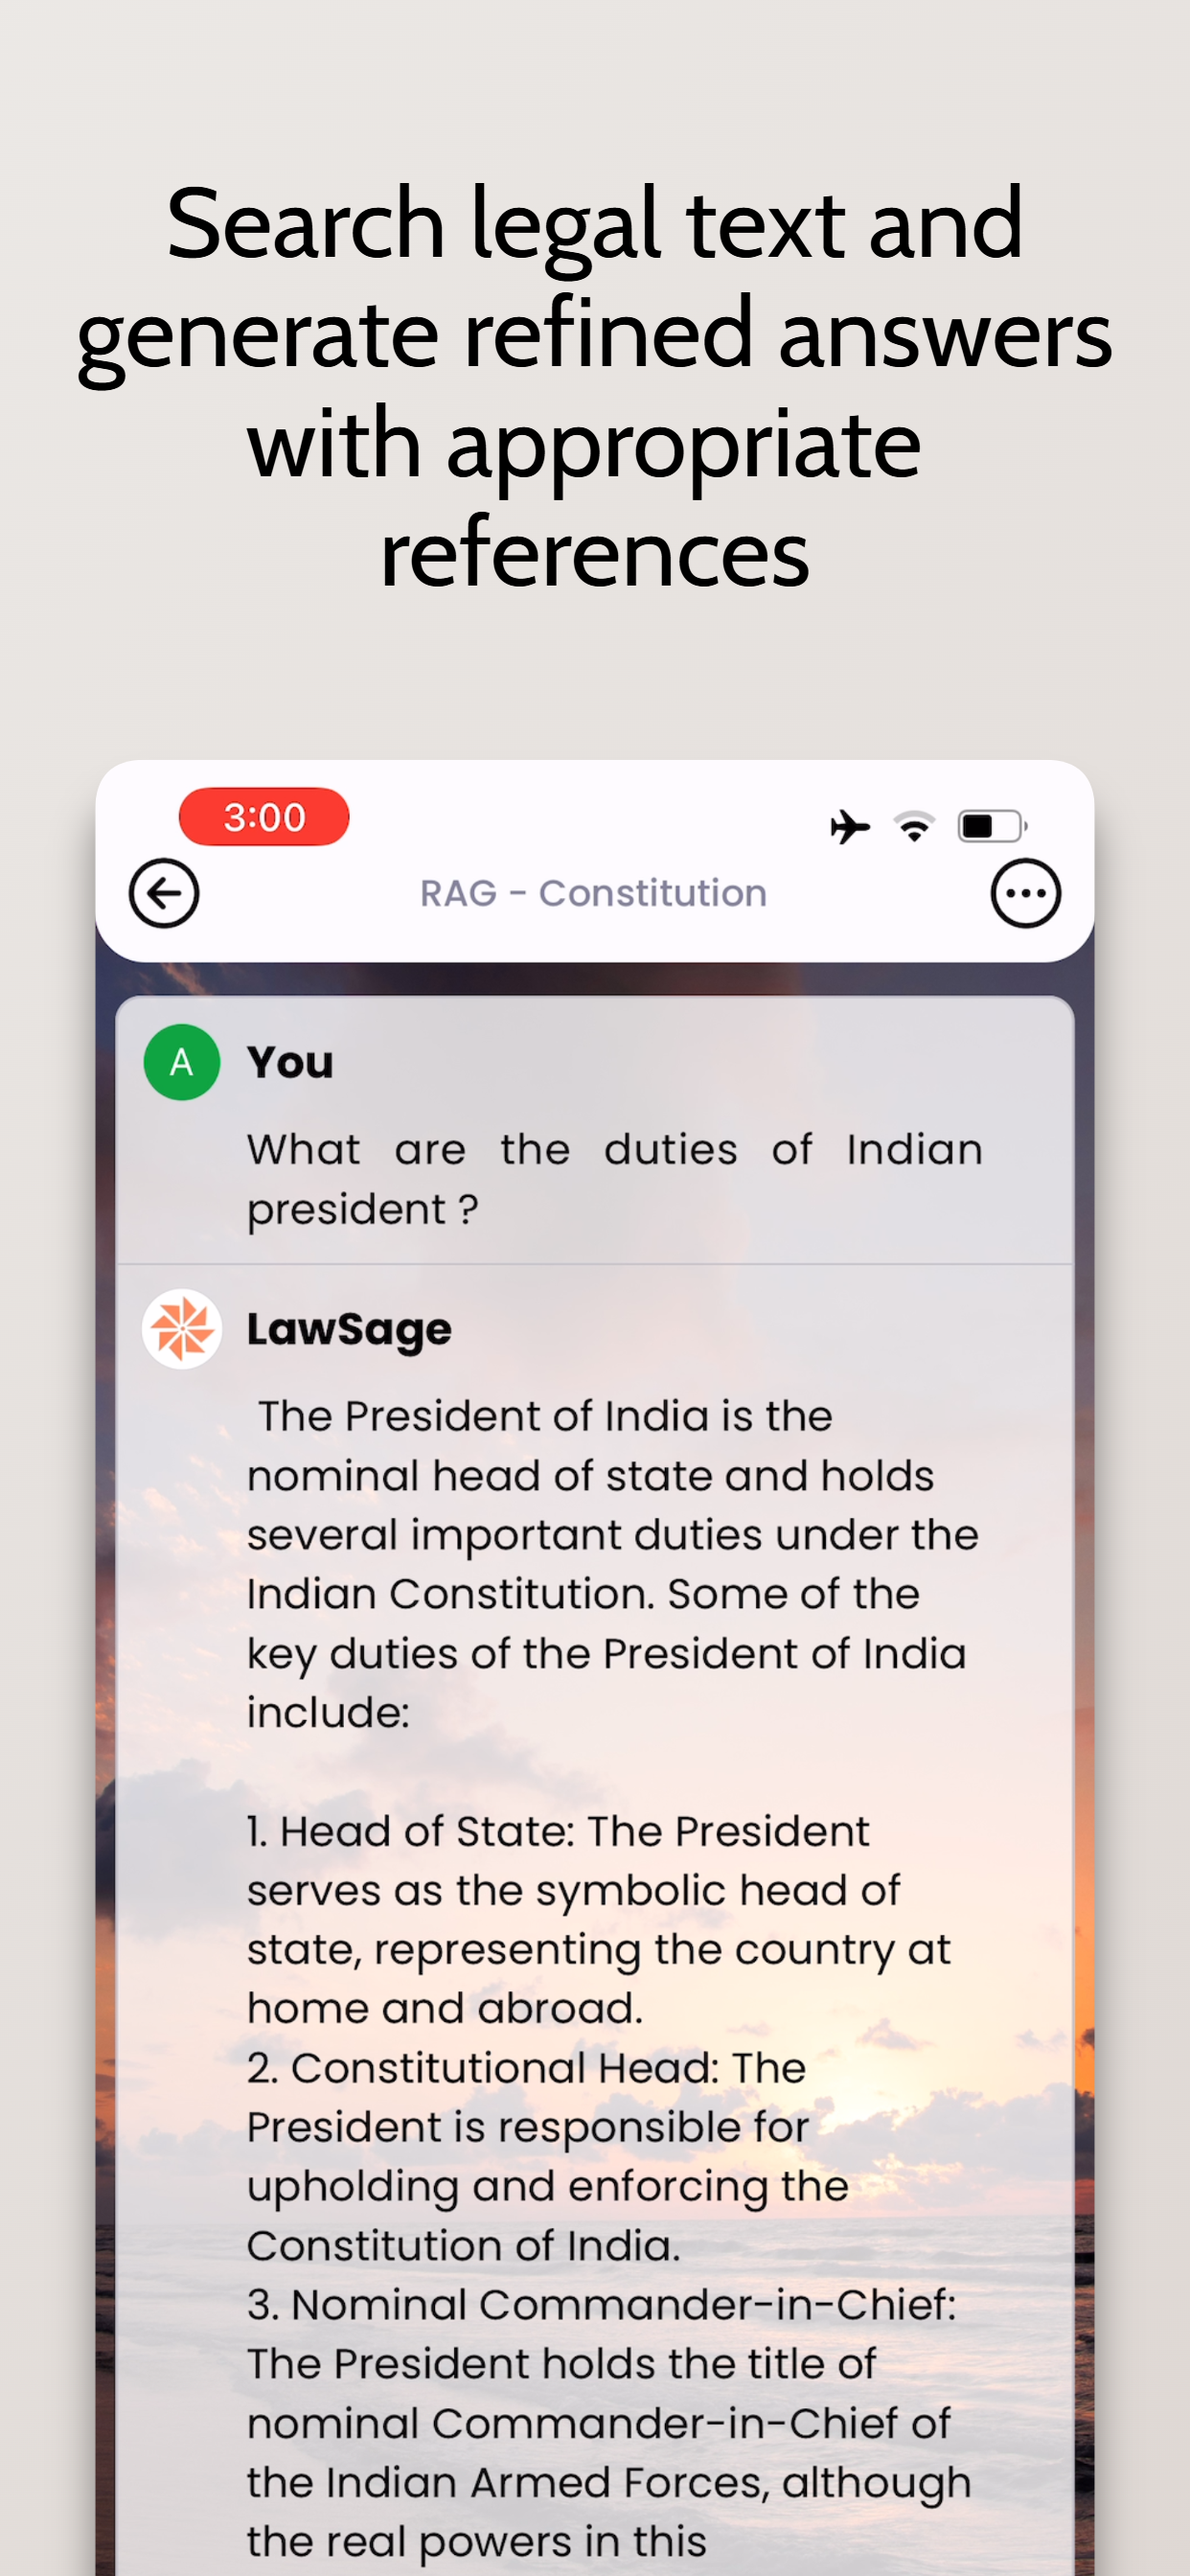 Search legal text and
generate refined answers
with appropriate
references
3:00
RAG - Constitution
A
You
What are the duties of Indian
president ?
LawSage
The President of India is the
nominal head of state and holds
several important duties under the
Indian Constitution. Some of the
key duties of the President of India
include:
1. Head of State: The President
serves as the symbolic head of
state, representing the country at
home and abroad.
2. Constitutional Head: The
President is responsible for
upholding and enforcing the
Constitution of India.
3. Nominal Commander-in-Chief:
The President holds the title of
nominal Commander-in-Chief of
the Indian Armed Forces, although
the real powers in this